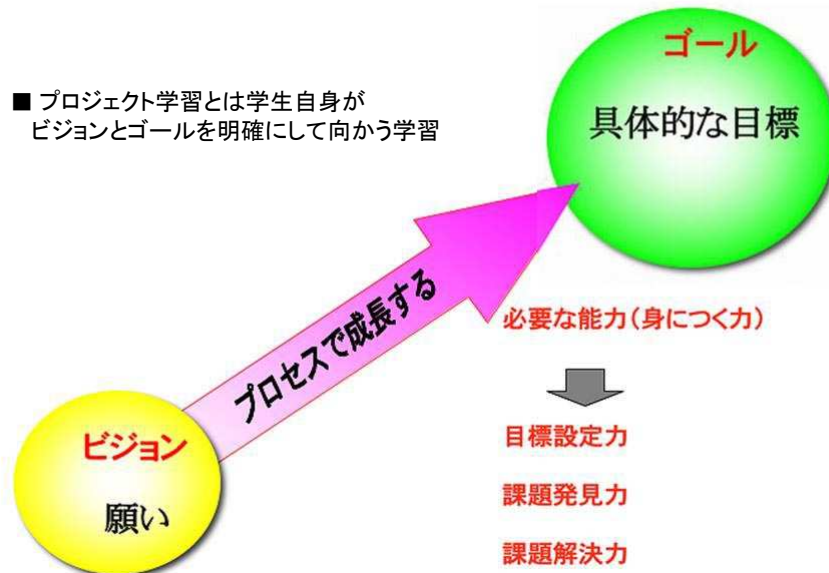 ■ プロジェクト学習とは学生自身が
ビジョンとゴールを明確にして向かう学習
ゴール
具体的な目標
プロセスで成長する
ビジョン
願い
必要な能力(身につく力)
目標設定力
課題発見力
課題解決力